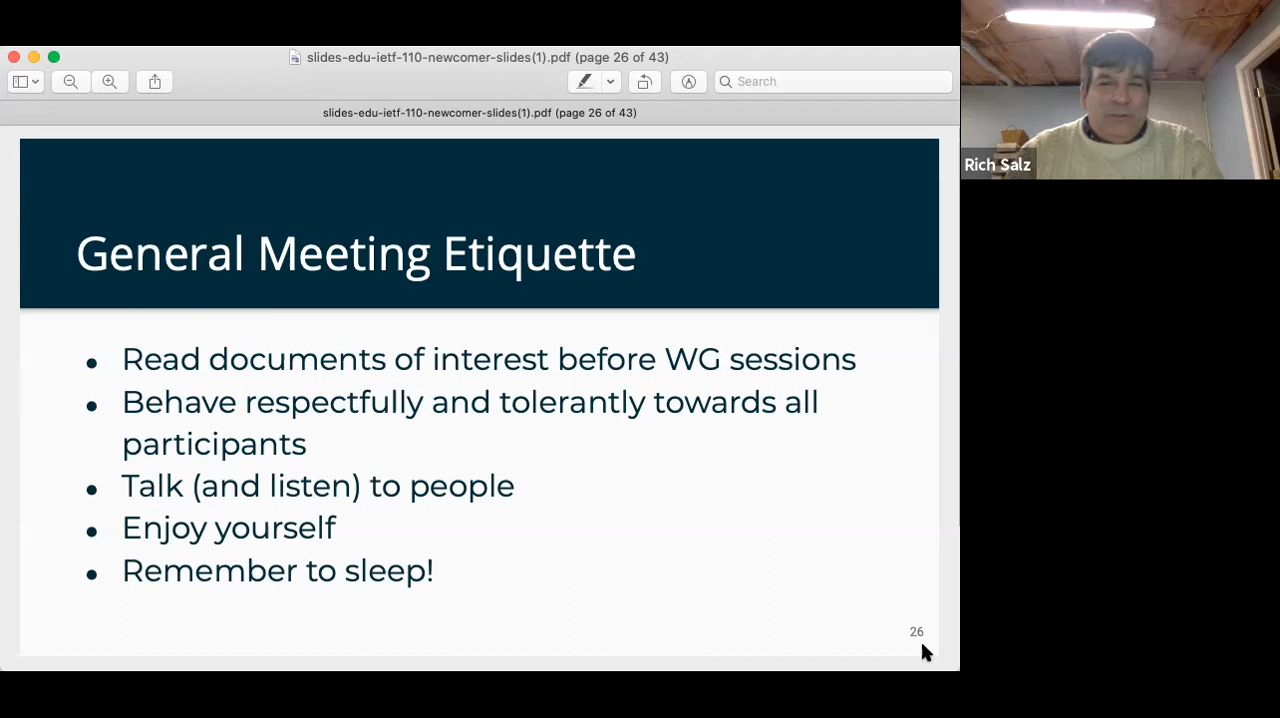 slides-edu-ietf-110-newcomer-slides(1).pdf (page 26 of 43)
Search
slides-edu-ietf-110-newcomer-slides(1).pdf (page 26 of 43)
Rich Salz
General Meeting Etiquette
• Read documents of interest before WG sessions
• Behave respectfully and tolerantly towards all
participants
• Talk (and listen) to people
• Enjoy yourself
• Remember to sleep!
26